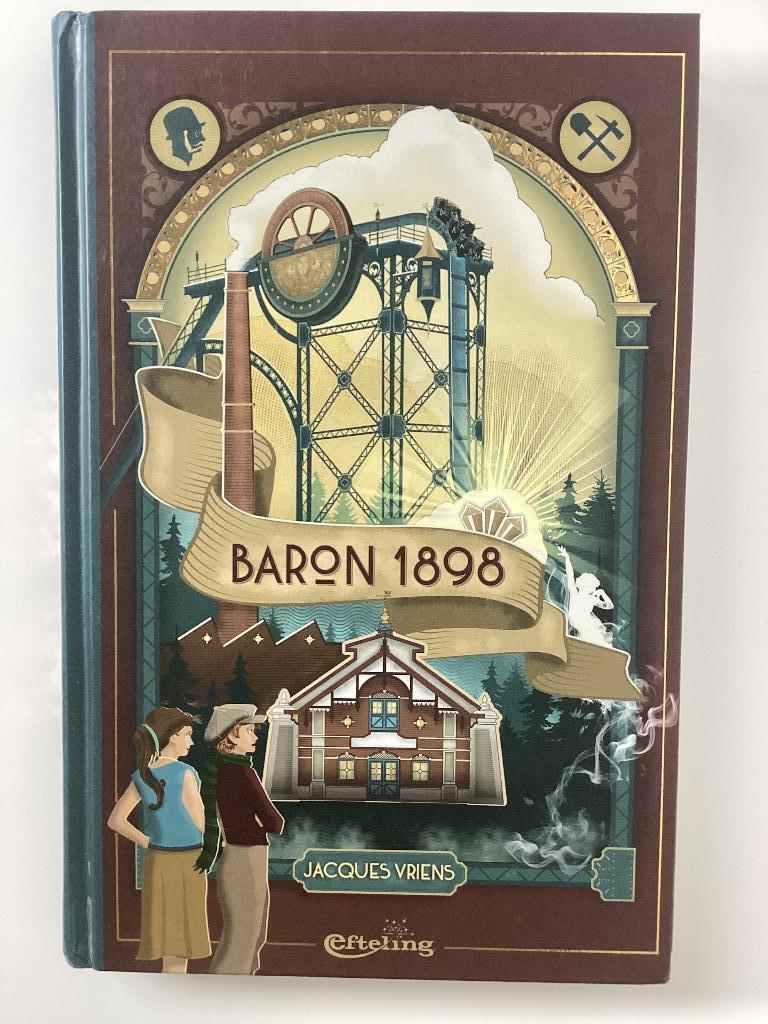 BARON 1898
JACQUES VRIENS
efteling